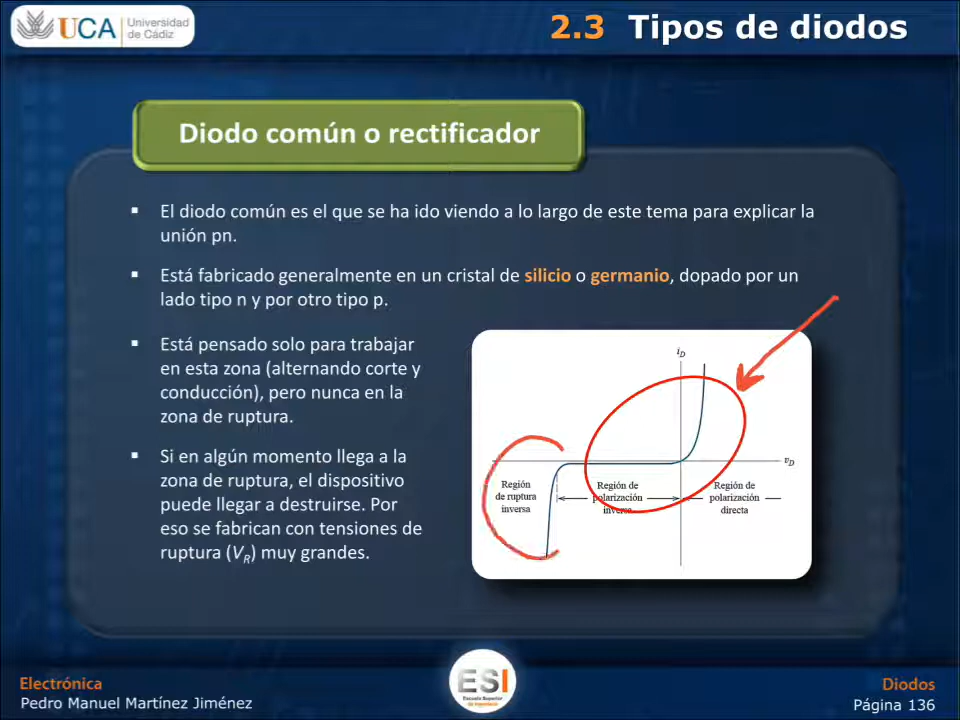 UCA
Universidad
de Cádiz
2.3 Tipos de diodos
Diodo común o rectificador
▪ El diodo común es el que se ha ido viendo a lo largo de este tema para explicar la
unión pn.
▪ Está fabricado generalmente en un cristal de silicio o germanio, dopado por un
lado tipo n y por otro tipo p.
▪ Está pensado solo para trabajar
en esta zona (alternando corte y
conducción), pero nunca en la
zona de ruptura.
▪ Si en algún momento llega a la
zona de ruptura, el dispositivo
puede llegar a destruirse. Por
eso se fabrican con tensiones de
ruptura (VR) muy grandes.
iD
vD
Región
de ruptura
inversa
Región de
polarización
inversa
Región de
polarización
directa
Electrónica
Pedro Manuel Martínez Jiménez
ESI
Escuela Superior
de Ingeniería
Diodos
Página 136